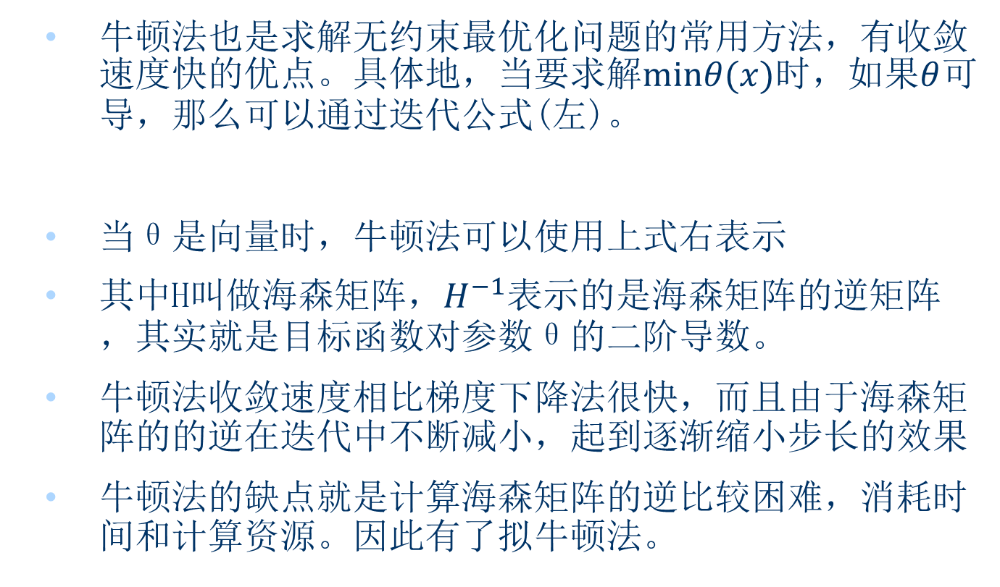 牛顿法也是求解无约束最优化问题的常用方法，有收敛
速度快的优点。具体地，当要求解min𝜃(𝑥)时，如果𝜃可
导，那么可以通过迭代公式(左)。
当θ是向量时，牛顿法可以使用上式右表示
其中H叫做海森矩阵，𝐻⁻¹表示的是海森矩阵的逆矩阵
，其实就是目标函数对参数θ的二阶导数。
牛顿法收敛速度相比梯度下降法很快，而且由于海森矩
阵的的逆在迭代中不断减小，起到逐渐缩小步长的效果
牛顿法的缺点就是计算海森矩阵的逆比较困难，消耗时
间和计算资源。因此有了拟牛顿法。